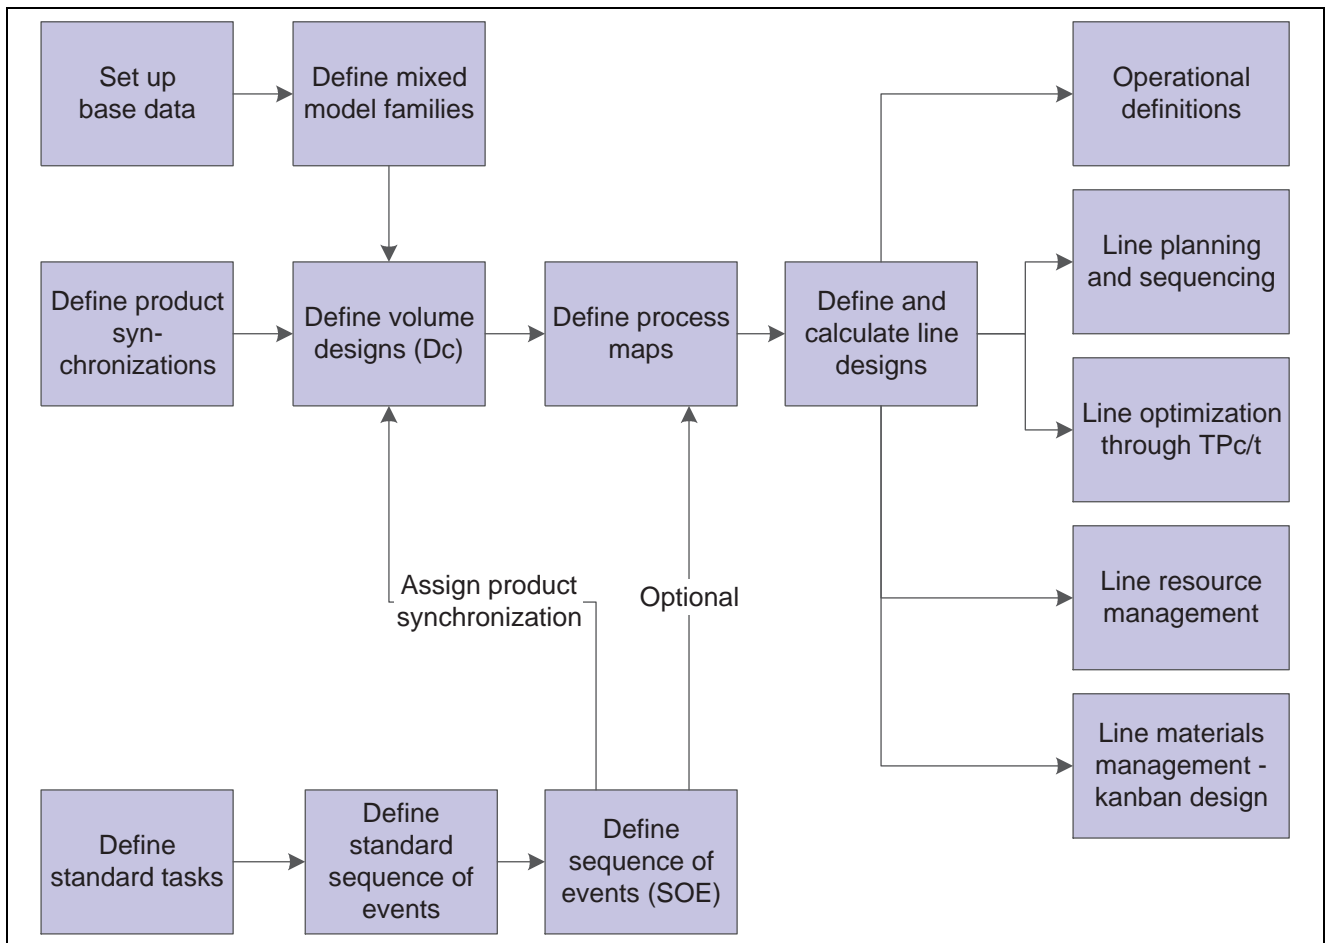 Set up
base data
Define mixed
model families
Operational
definitions
Line planning
and sequencing
Define product
syn-
chronizations
Define volume
designs (Dc)
Define process
maps
Define and
calculate line
designs
Line optimization
through TPc/t
Assign product
synchronization
Optional
Line resource
management
Line materials
management -
kanban design
Define
standard tasks
Define
standard
sequence of
events
Define
sequence of
events (SOE)